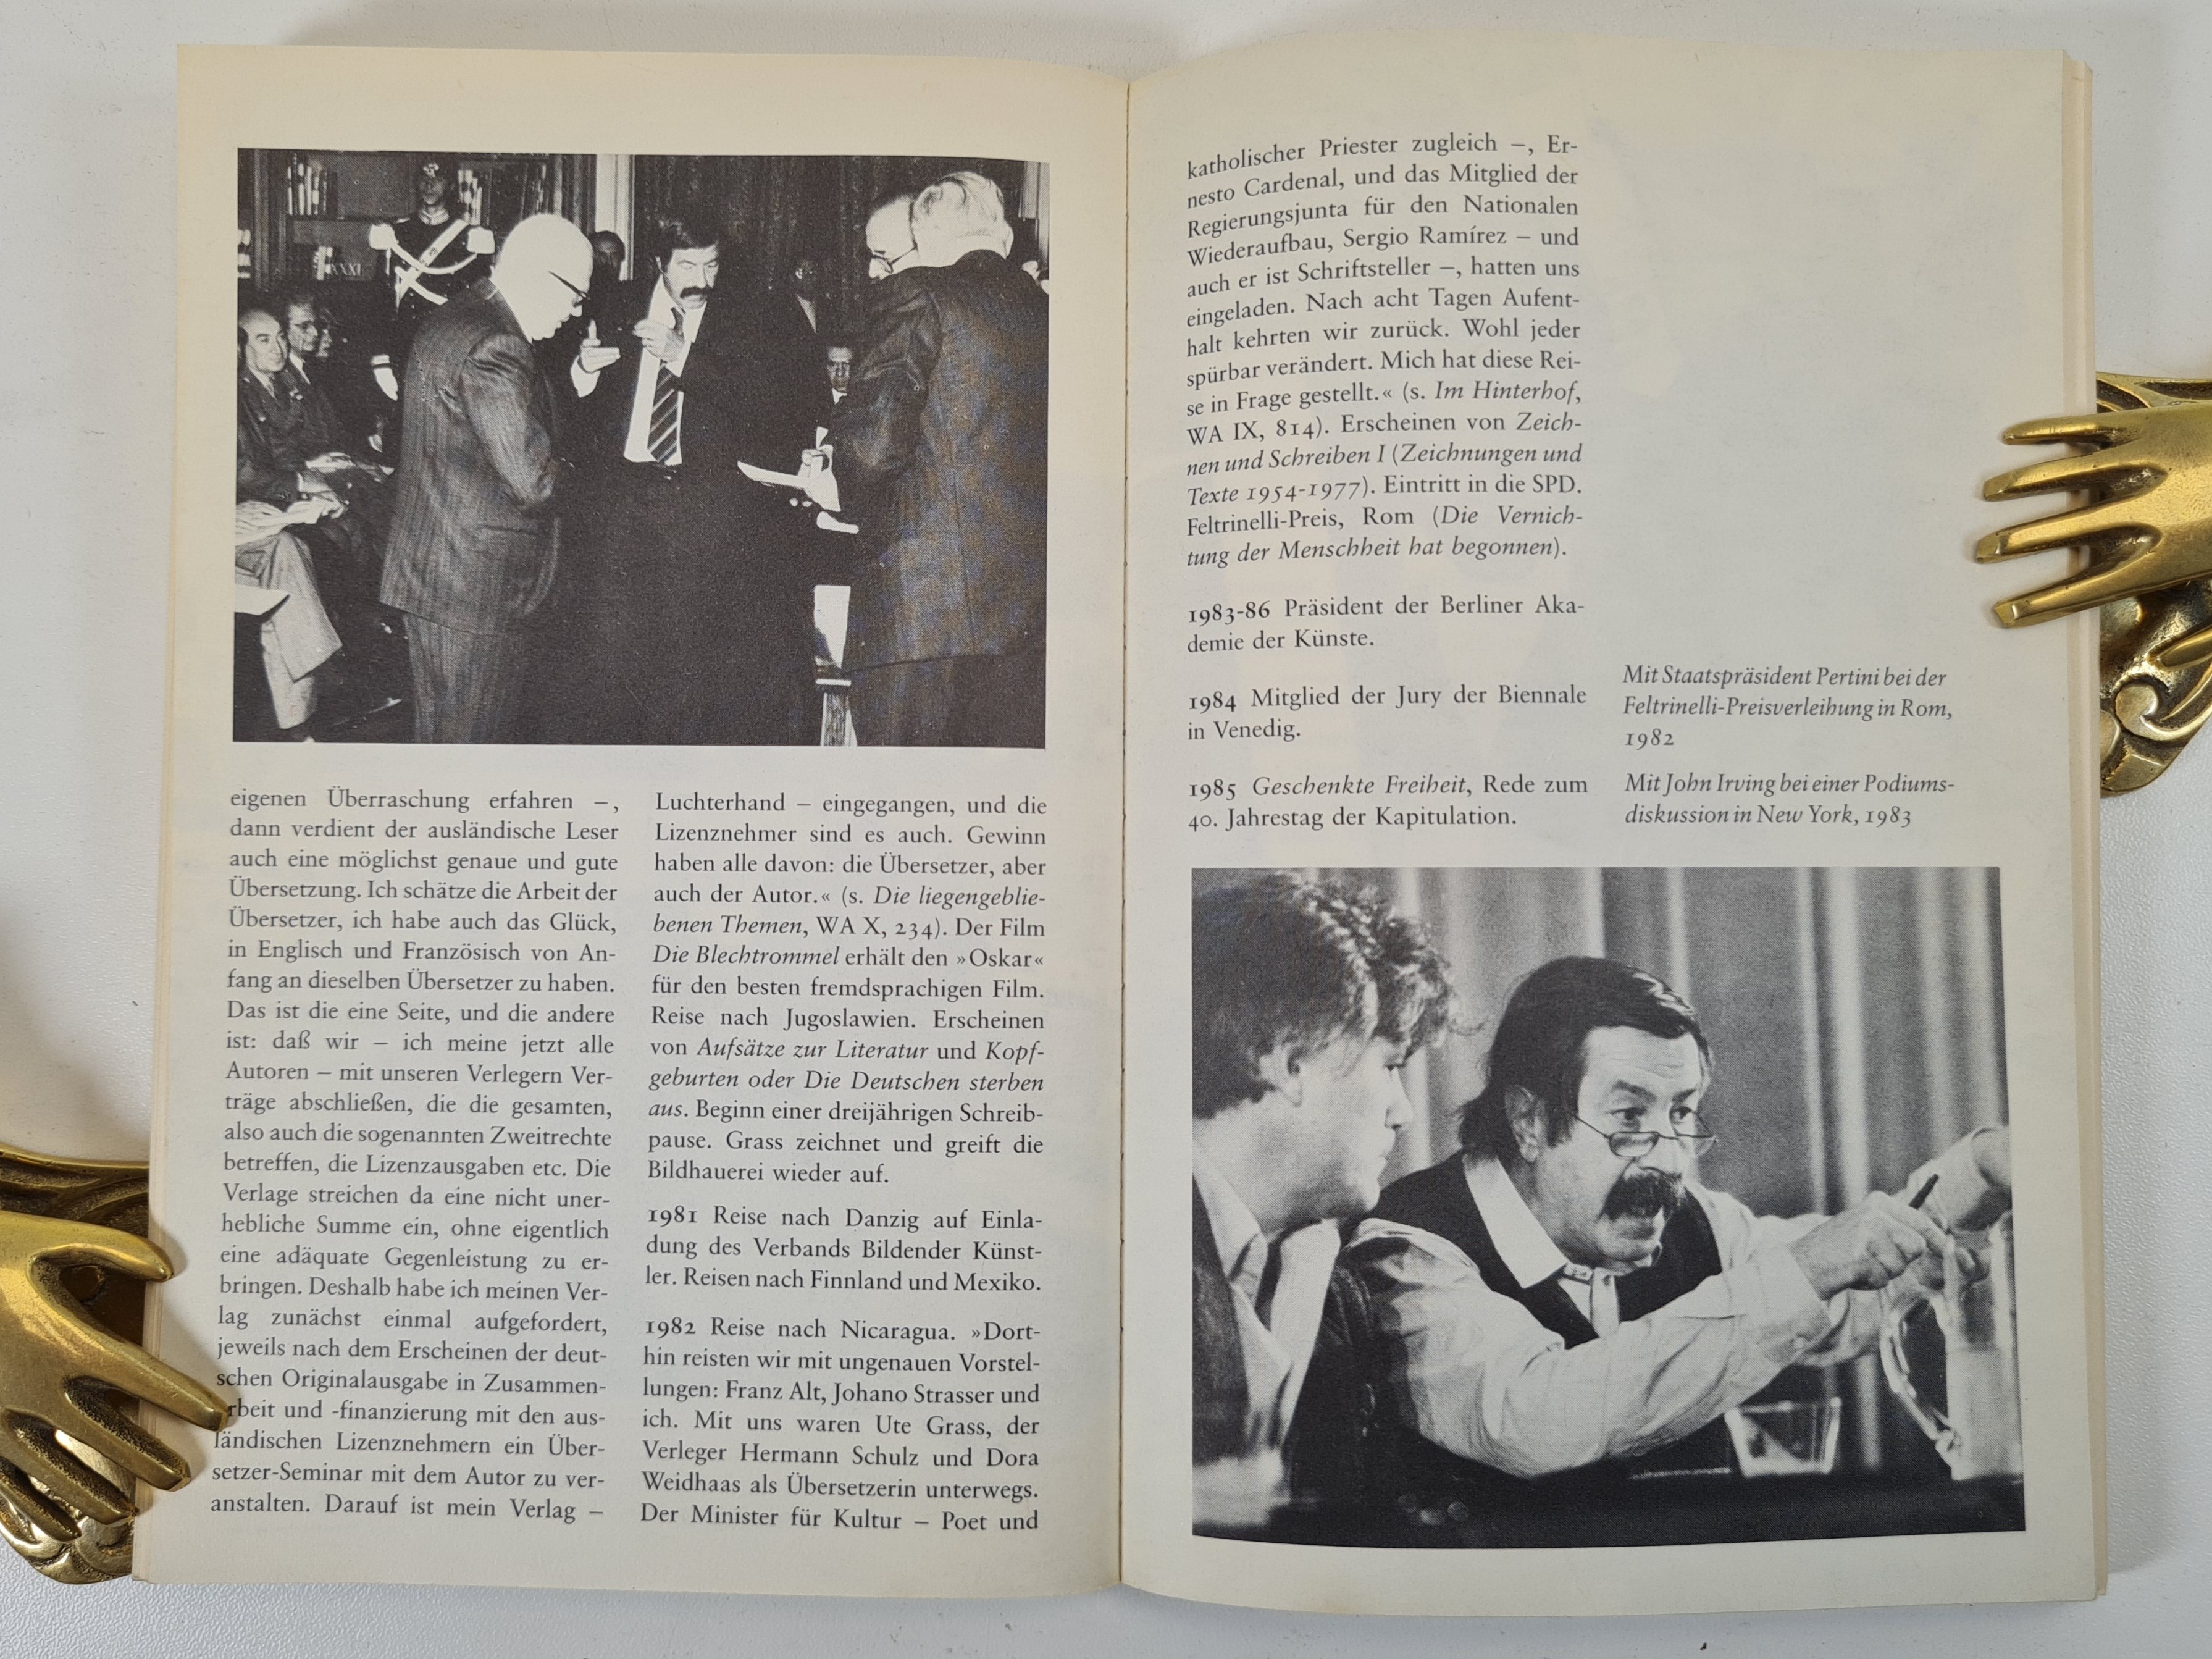 eigenen Überraschung erfahren –,
dann verdient der ausländische Leser
auch eine möglichst genaue und gute
Übersetzung. Ich schätze die Arbeit der
Übersetzer, ich habe auch das Glück,
in Englisch und Französisch von An-
fang an dieselben Übersetzer zu haben.
Das ist die eine Seite, und die andere
ist: daß wir – ich meine jetzt alle
Autoren – mit unseren Verlegern Ver-
träge abschließen, die die gesamten,
also auch die sogenannten Zweitrechte
betreffen, die Lizenzausgaben etc. Die
Verlage streichen da eine nicht uner-
hebliche Summe ein, ohne eigentlich
eine adäquate Gegenleistung zu er-
bringen. Deshalb habe ich meinen Ver-
lag zunächst einmal aufgefordert,
jeweils nach dem Erscheinen der deut-
schen Originalausgabe in Zusammen-
arbeit und -finanzierung mit den aus-
ländischen Lizenznehmern ein Über-
setzer-Seminar mit dem Autor zu ver-
anstalten. Darauf ist mein Verlag –
Luchterhand – eingegangen, und die
Lizenznehmer sind es auch. Gewinn
haben alle davon: die Übersetzer, aber
auch der Autor.« (s. Die liegengeblie-
benen Themen, WA X, 234). Der Film
Die Blechtrommel erhält den »Oskar«
für den besten fremdsprachigen Film.
Reise nach Jugoslawien. Erscheinen
von Aufsätze zur Literatur und Kopf-
geburten oder Die Deutschen sterben
aus. Beginn einer dreijährigen Schreib-
pause. Grass zeichnet und greift die
Bildhauerei wieder auf.
1981 Reise nach Danzig auf Einla-
dung des Verbands Bildender Künst-
ler. Reisen nach Finnland und Mexiko.
1982 Reise nach Nicaragua. »Dort-
hin reisten wir mit ungenauen Vorstel-
lungen: Franz Alt, Johano Strasser und
ich. Mit uns waren Ute Grass, der
Verleger Hermann Schulz und Dora
Weidhaas als Übersetzerin unterwegs.
Der Minister für Kultur – Poet und
katholischer Priester zugleich –, Er-
nesto Cardenal, und das Mitglied der
Regierungsjunta für den Nationalen
Wiederaufbau, Sergio Ramírez – und
auch er ist Schriftsteller –, hatten uns
eingeladen. Nach acht Tagen Aufent-
halt kehrten wir zurück. Wohl jeder
spürbar verändert. Mich hat diese Rei-
se in Frage gestellt.« (s. Im Hinterhof,
WA IX, 814). Erscheinen von Zeich-
nen und Schreiben I (Zeichnungen und
Texte 1954-1977). Eintritt in die SPD.
Feltrinelli-Preis, Rom (Die Vernich-
tung der Menschheit hat begonnen).
1983-86 Präsident der Berliner Aka-
demie der Künste.
1984 Mitglied der Jury der Biennale
in Venedig.
1985 Geschenkte Freiheit, Rede zum
40. Jahrestag der Kapitulation.
Mit Staatspräsident Pertini bei der
Feltrinelli-Preisverleihung in Rom,
1982
Mit John Irving bei einer Podiums-
diskussion in New York, 1983